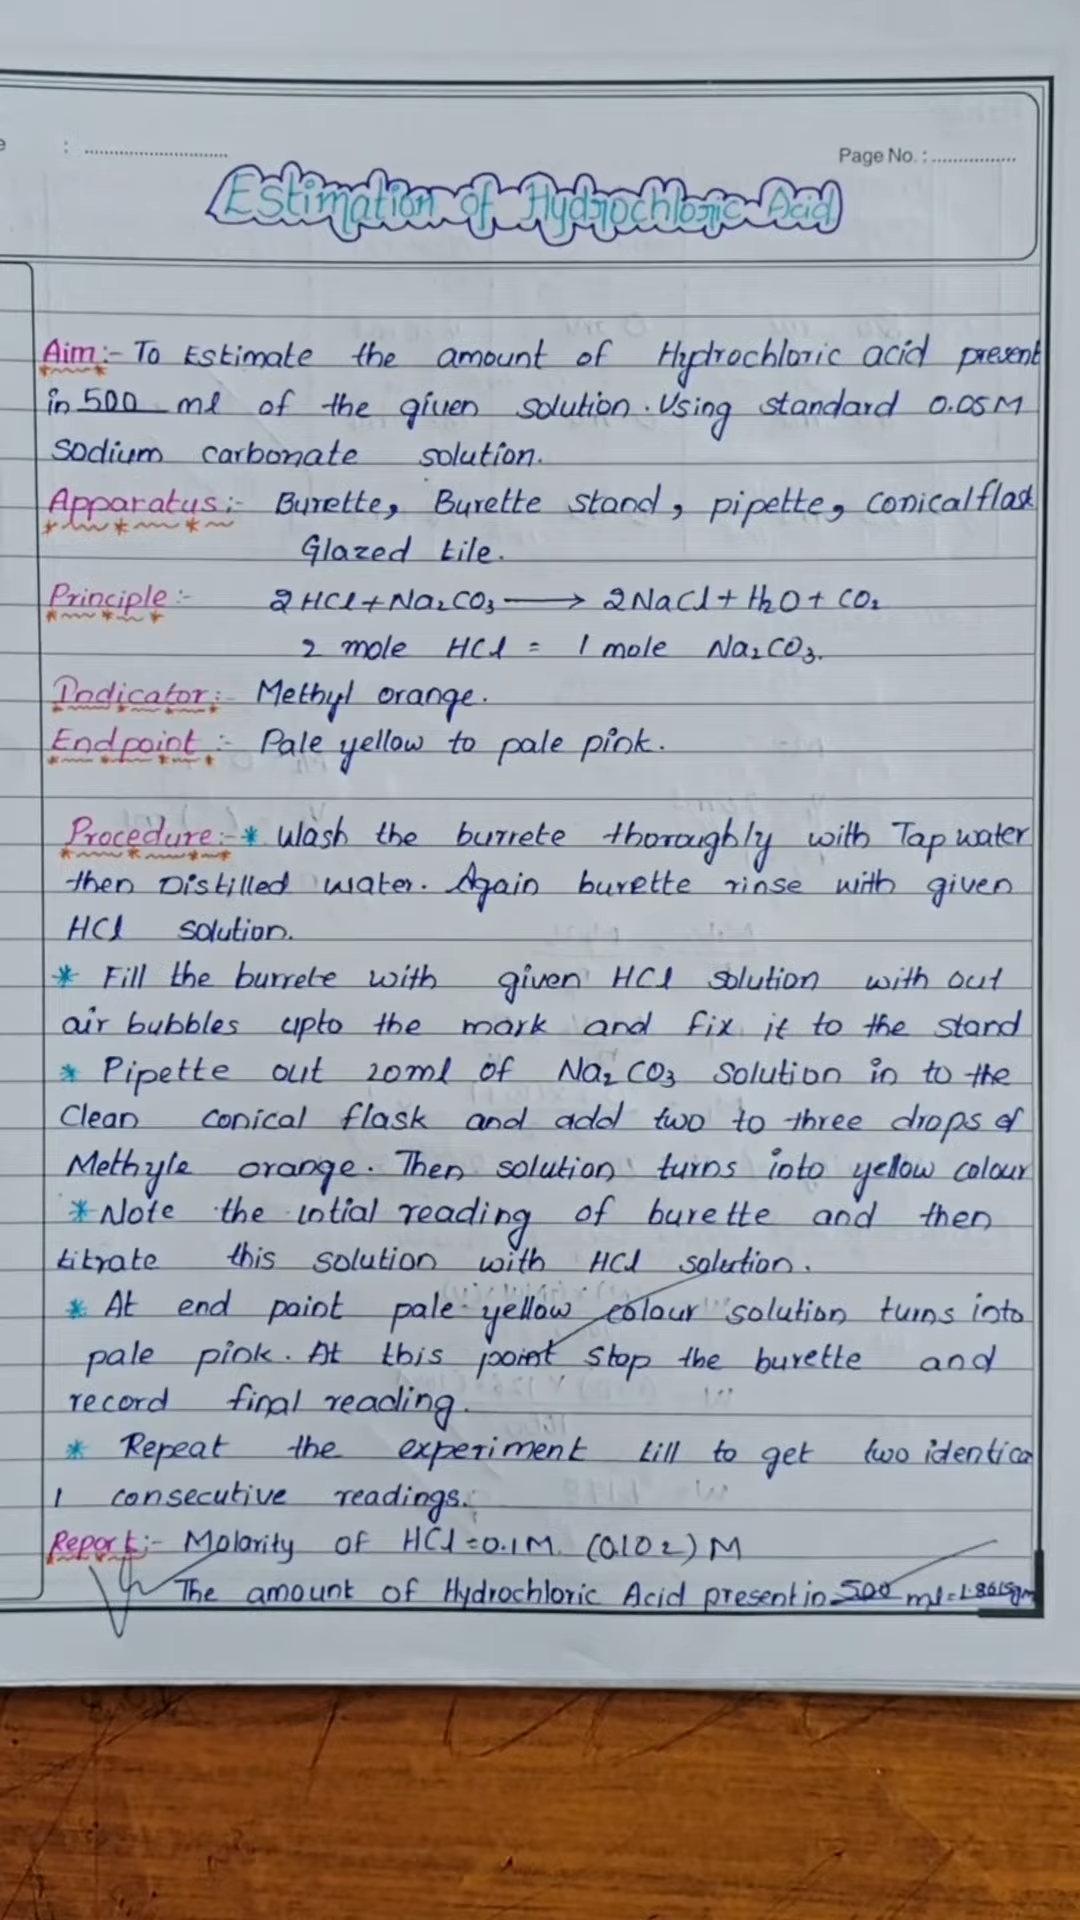 e : ............................
Page No. : ................
Estimation of Hydrochloric Acid
Aim:- To Estimate the amount of Hydrochloric acid present
in 500 ml of the given solution. Using standard 0.05M
sodium carbonate solution.
Apparatus:- Burette, Burette stand, pipette, conical flask
Glazed tile.
Principle:- 2HCl + Na₂CO₃ ⟶ 2NaCl + H₂O + CO₂
2 mole HCl = 1 mole Na₂CO₃.
Indicator:- Methyl orange.
Endpoint:- Pale yellow to pale pink.
Procedure:- * Wash the burrete thoroughly with Tap water
then Distilled water. Again burette rinse with given
HCl solution.
* Fill the burrete with given HCl solution with out
air bubbles upto the mark and fix it to the stand
* Pipette out 20ml of Na₂CO₃ solution in to the
Clean conical flask and add two to three drops of
Methyle orange. Then solution turns into yellow colour
* Note the intial reading of burette and then
titrate this solution with HCl solution.
* At end point pale yellow colour solution turns into
pale pink. At this point stop the burette and
record final reading.
* Repeat the experiment till to get two identica
l consecutive readings.
Report:- Molarity of HCl = 0.1M. (0.102) M
The amount of Hydrochloric Acid present in 500 ml = 1.8615gm